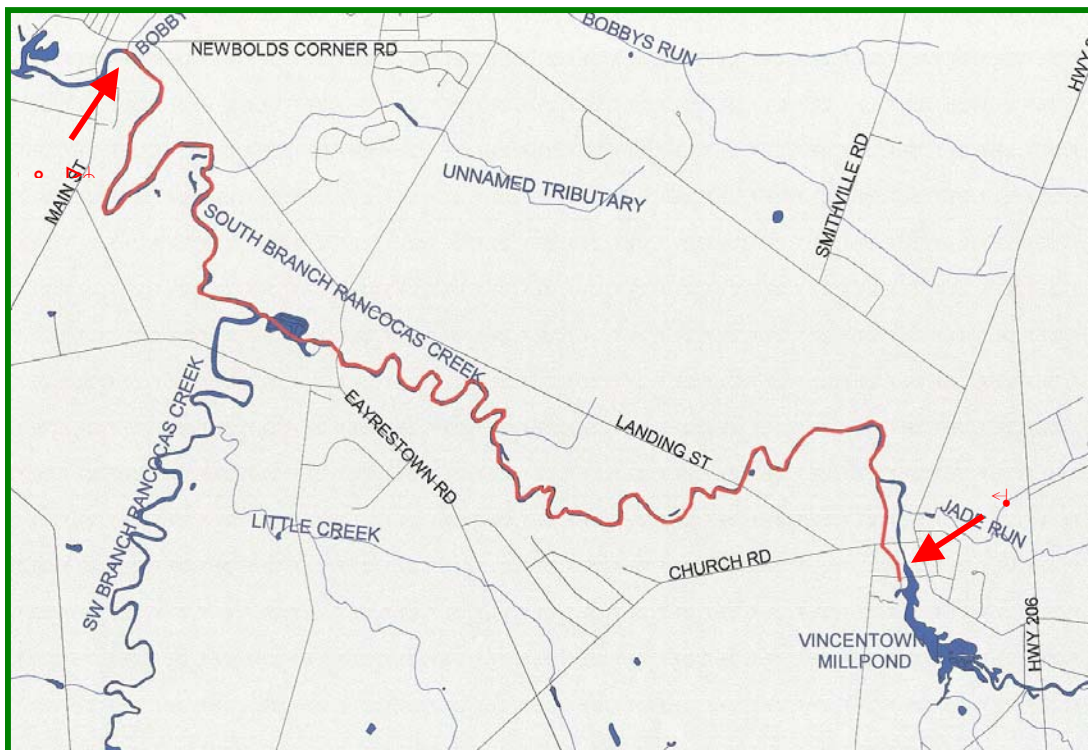 BOBBY
NEWBOLDS CORNER RD
BOBBYS RUN
HWY
MAIN ST
UNNAMED TRIBUTARY
SMITHVILLE RD
SOUTH BRANCH RANCOCAS CREEK
SW BRANCH RANCOCAS CREEK
EAYRESTOWN RD
LANDING ST
LITTLE CREEK
JADE RUN
CHURCH RD
VINCENTOWN
MILLPOND
HWY 206